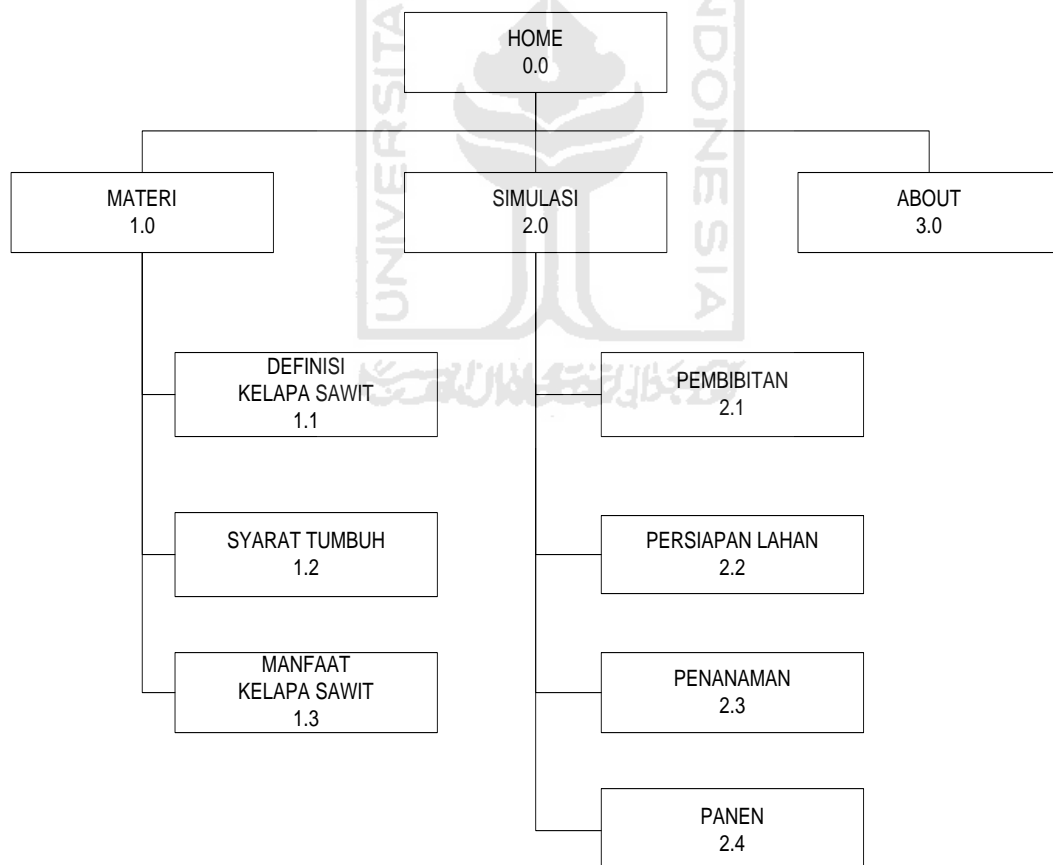 HOME
0.0
MATERI
1.0
SIMULASI
2.0
ABOUT
3.0
DEFINISI
KELAPA SAWIT
1.1
SYARAT TUMBUH
1.2
MANFAAT
KELAPA SAWIT
1.3
PEMBIBITAN
2.1
PERSIAPAN LAHAN
2.2
PENANAMAN
2.3
PANEN
2.4
UNIVERSITA
NDONESIA